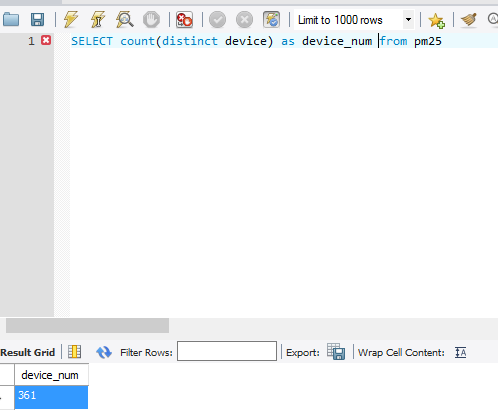 Limit to 1000 rows
1 SELECT count(distinct device) as device_num from pm25
Result Grid Filter Rows: Export: Wrap Cell Content: IA
device_num
361